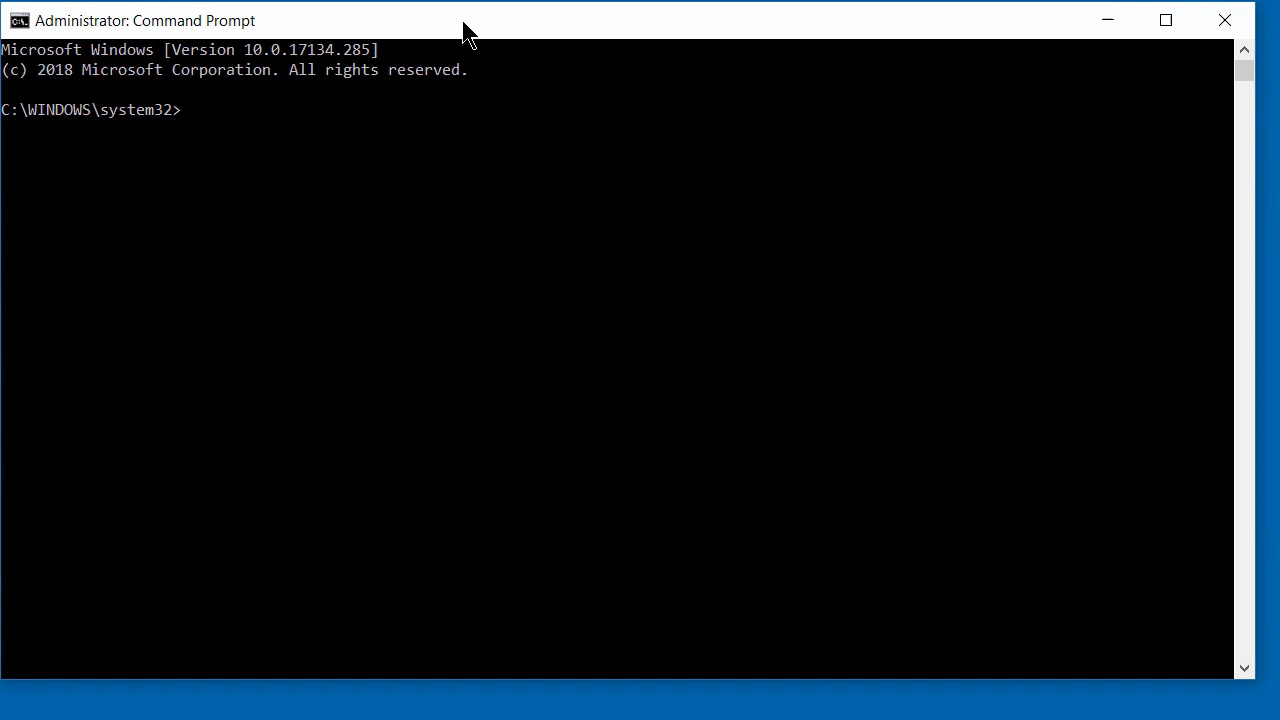 Administrator: Command Prompt
Microsoft Windows [Version 10.0.17134.285]
(c) 2018 Microsoft Corporation. All rights reserved.
C:\WINDOWS\system32>